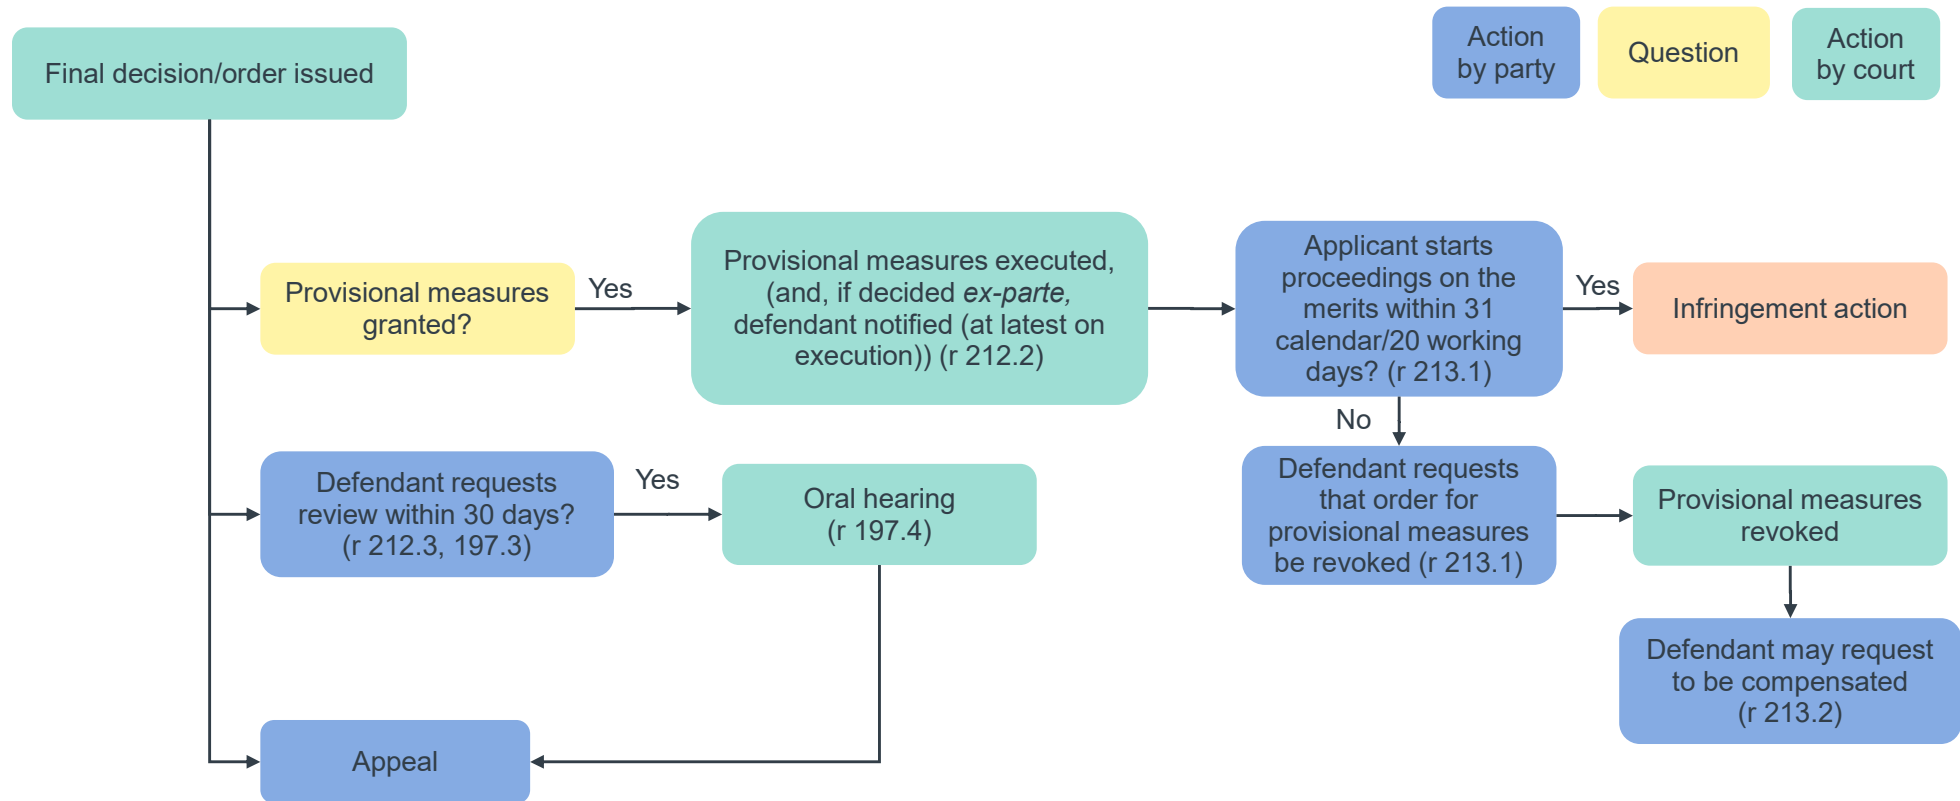 Final decision/order issued
Action
by party
Question
Action
by court
Provisional measures
granted?
Yes
Provisional measures executed,
(and, if decided ex-parte,
defendant notified (at latest on
execution)) (r 212.2)
Applicant starts
proceedings on the
merits within 31
calendar/20 working
days? (r 213.1)
Yes
Infringement action
No
Defendant requests
review within 30 days?
(r 212.3, 197.3)
Yes
Oral hearing
(r 197.4)
Defendant requests
that order for
provisional measures
be revoked (r 213.1)
Provisional measures
revoked
Defendant may request
to be compensated
(r 213.2)
Appeal